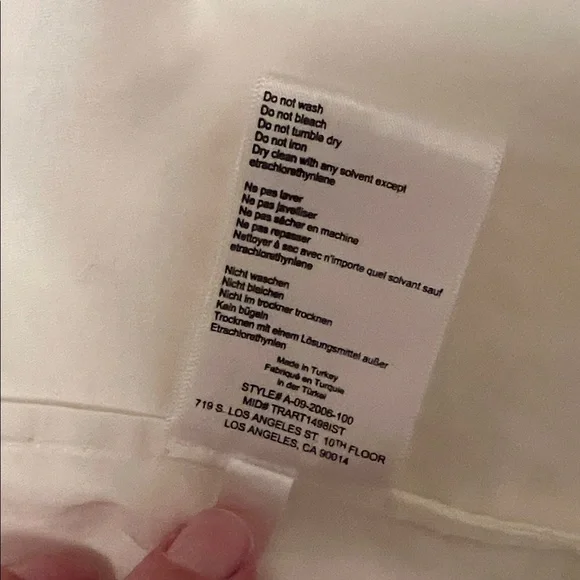 Do not wash
Do not bleach
Do not tumble dry
Do not iron
Dry clean with any solvent except
etrachlorethynlene
Ne pas laver
Ne pas javelliser
Ne pas sécher en machine
Ne pas repasser
Nettoyer à sec avec n'importe quel solvant sauf
etrachlorethynlene
Nicht waschen
Nicht bleichen
Nicht im trockner trocknen
Kein bügeln
Trocknen mit einem Lösungsmittel außer
Etrachlorethynlen
Made in Turkey
Fabriqué en Turquie
in der Türkei
STYLE# A-09-2006-100
MID# TRART1498IST
719 S. LOS ANGELES ST. 10TH FLOOR
LOS ANGELES, CA 90014